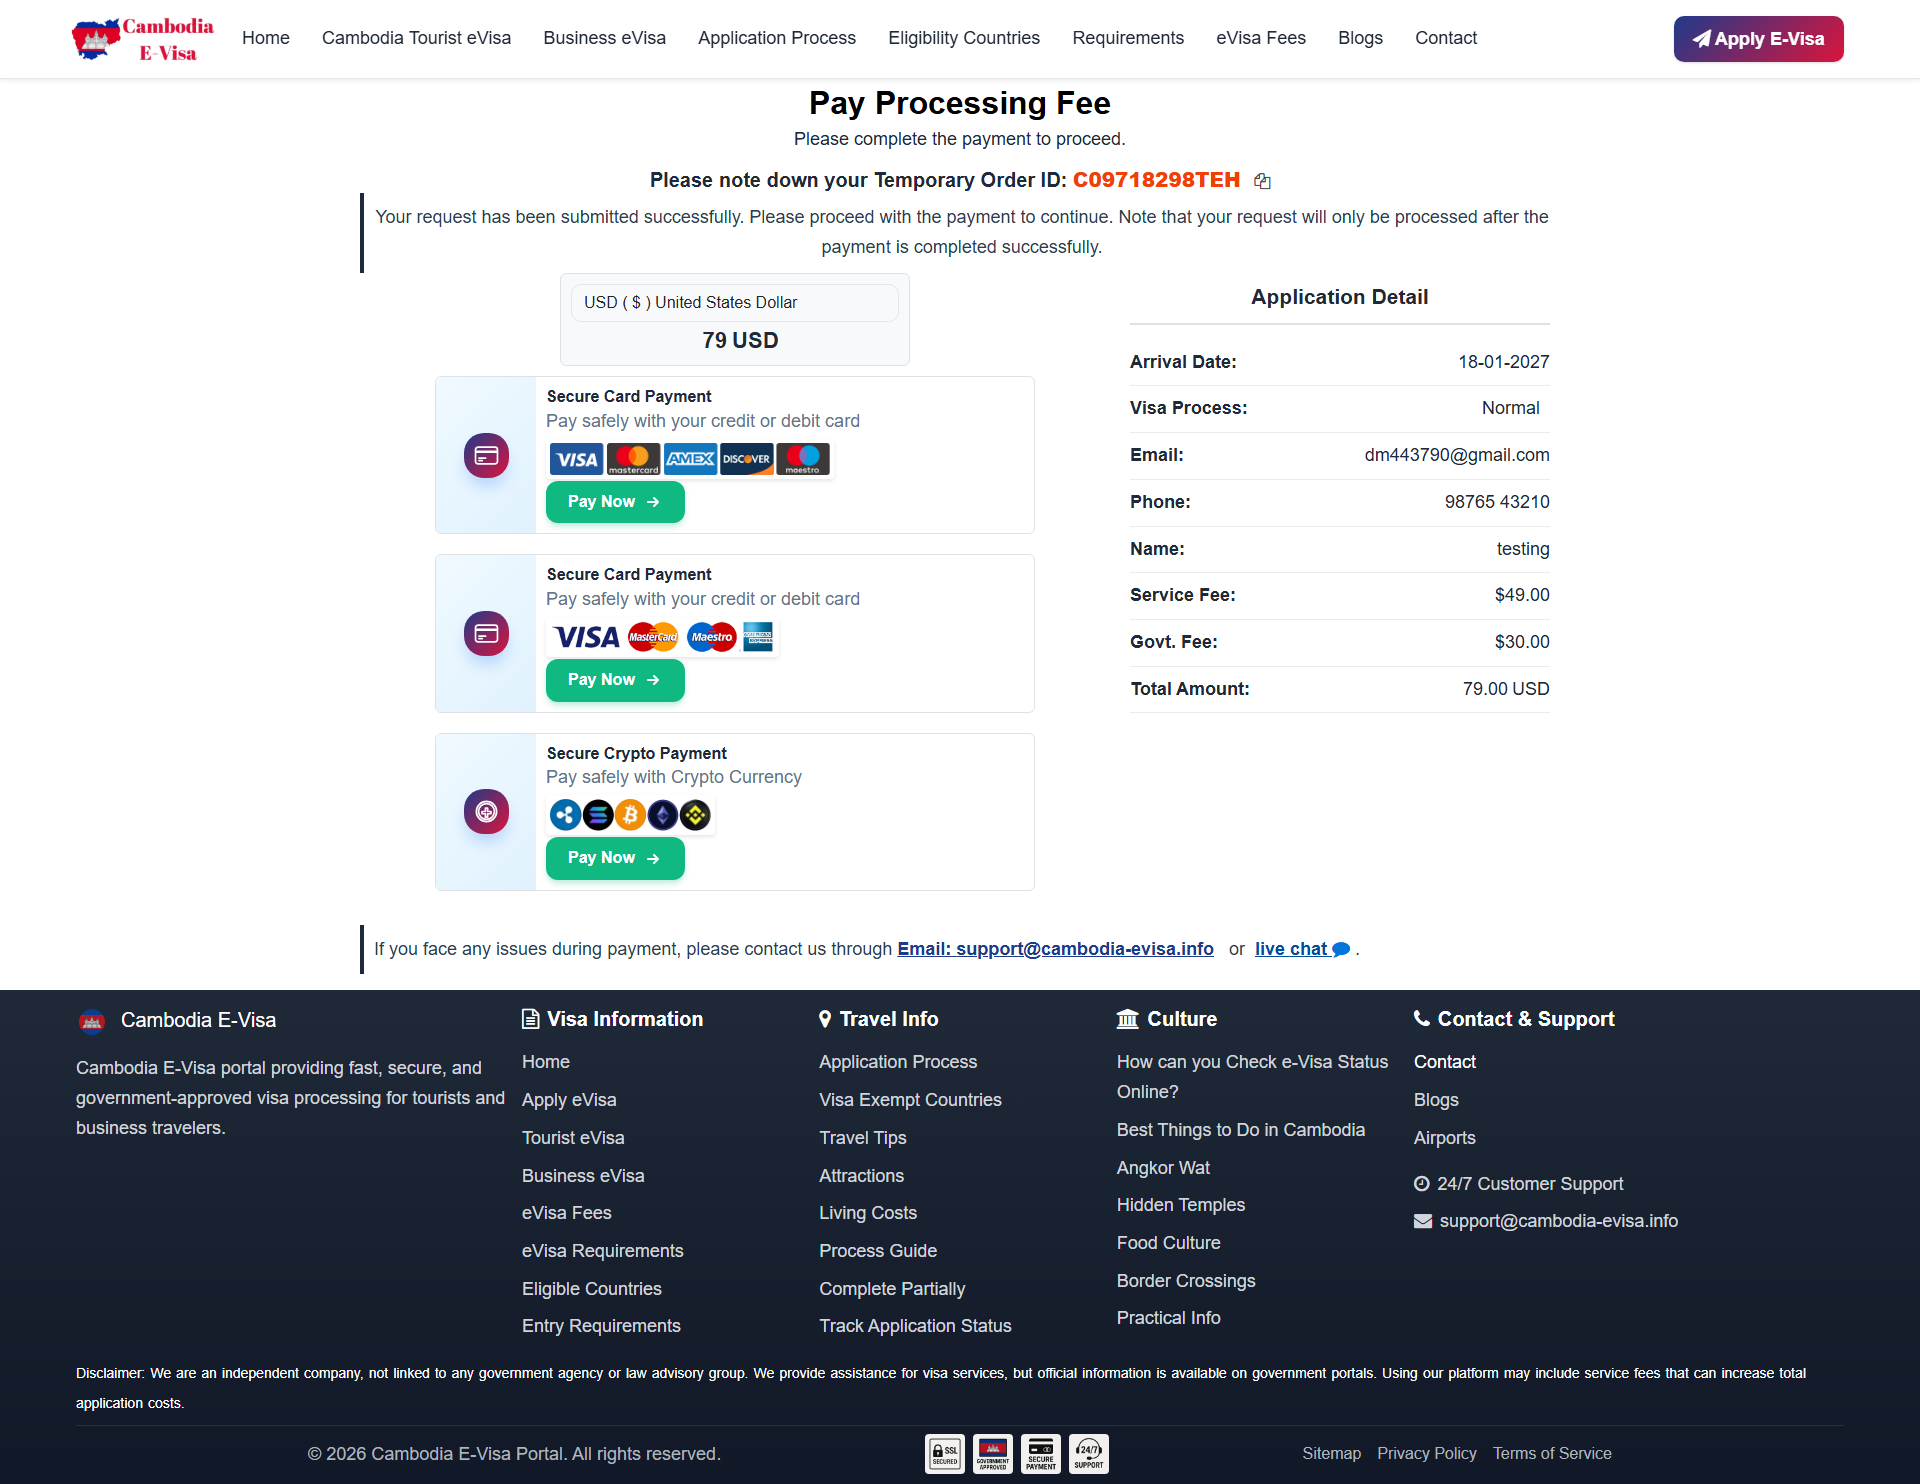 Cambodia
E-Visa
Home
Cambodia Tourist eVisa
Business eVisa
Application Process
Eligibility Countries
Requirements
eVisa Fees
Blogs
Contact
Apply E-Visa
Pay Processing Fee
Please complete the payment to proceed.
Please note down your Temporary Order ID: C09718298TEH
Your request has been submitted successfully. Please proceed with the payment to continue. Note that your request will only be processed after the
payment is completed successfully.
USD ( $ ) United States Dollar
79 USD
Secure Card Payment
Pay safely with your credit or debit card
VISA mastercard AMEX DISCOVER maestro
Pay Now
Secure Card Payment
Pay safely with your credit or debit card
VISA MasterCard Maestro
Pay Now
Secure Crypto Payment
Pay safely with Crypto Currency
Pay Now
Application Detail
Arrival Date: 18-01-2027
Visa Process: Normal
Email: dm443790@gmail.com
Phone: 98765 43210
Name: testing
Service Fee: $49.00
Govt. Fee: $30.00
Total Amount: 79.00 USD
If you face any issues during payment, please contact us through Email: support@cambodia-evisa.info or live chat .
Cambodia E-Visa
Cambodia E-Visa portal providing fast, secure, and
government-approved visa processing for tourists and
business travelers.
Visa Information
Home
Apply eVisa
Tourist eVisa
Business eVisa
eVisa Fees
eVisa Requirements
Eligible Countries
Entry Requirements
Travel Info
Application Process
Visa Exempt Countries
Travel Tips
Attractions
Living Costs
Process Guide
Complete Partially
Track Application Status
Culture
How can you Check e-Visa Status
Online?
Best Things to Do in Cambodia
Angkor Wat
Hidden Temples
Food Culture
Border Crossings
Practical Info
Contact & Support
Contact
Blogs
Airports
24/7 Customer Support
support@cambodia-evisa.info
Disclaimer: We are an independent company, not linked to any government agency or law advisory group. We provide assistance for visa services, but official information is available on government portals. Using our platform may include service fees that can increase total
application costs.
© 2026 Cambodia E-Visa Portal. All rights reserved.
SSL
SECURED
GOVERNMENT
APPROVED
SECURE
PAYMENT
24/7
SUPPORT
Sitemap
Privacy Policy
Terms of Service